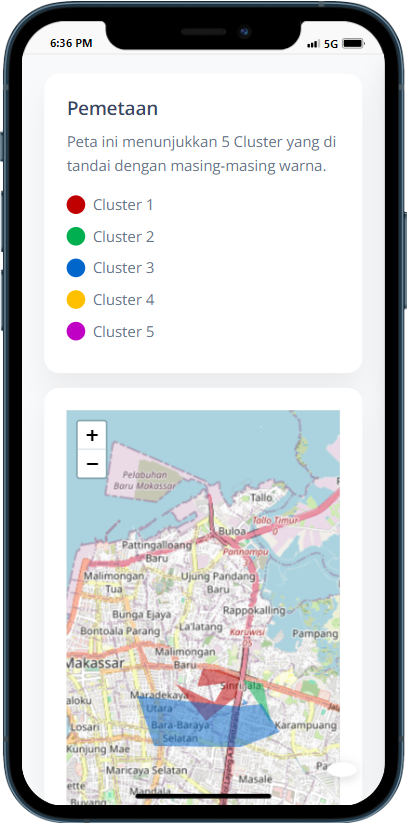 6:36 PM
5G
Pemetaan
Peta ini menunjukkan 5 Cluster yang di
tandai dengan masing-masing warna.
Cluster 1
Cluster 2
Cluster 3
Cluster 4
Cluster 5
+
−
Pelabuhan
Baru Makassar
Tallo
Tallo Timur
Buloa
Pannampu
Pattingalloang
Baru
Malimongan
Tua
Ujung Pandang
Baru
Bunga Ejaya
Rappokalling
Bontoala Parang
La'latang
Karuwisi
Pampang
Malimongan
Baru
Makassar
Sinrijala
Maradekaya
Utara
aloku
Losari
Bara-Baraya
Selatan
Karampuang
Kunjung Mae
Maricaya Selatan
Masale
Mandala